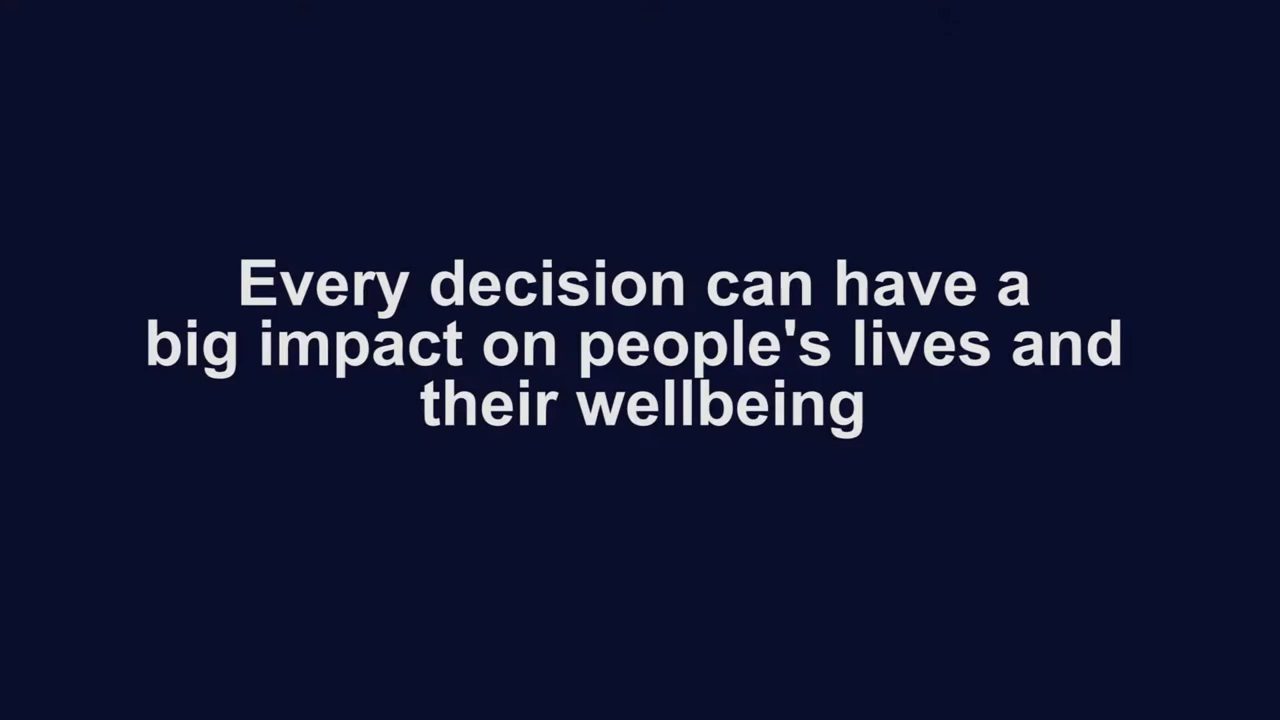 Every decision can have a
big impact on people's lives and
their wellbeing